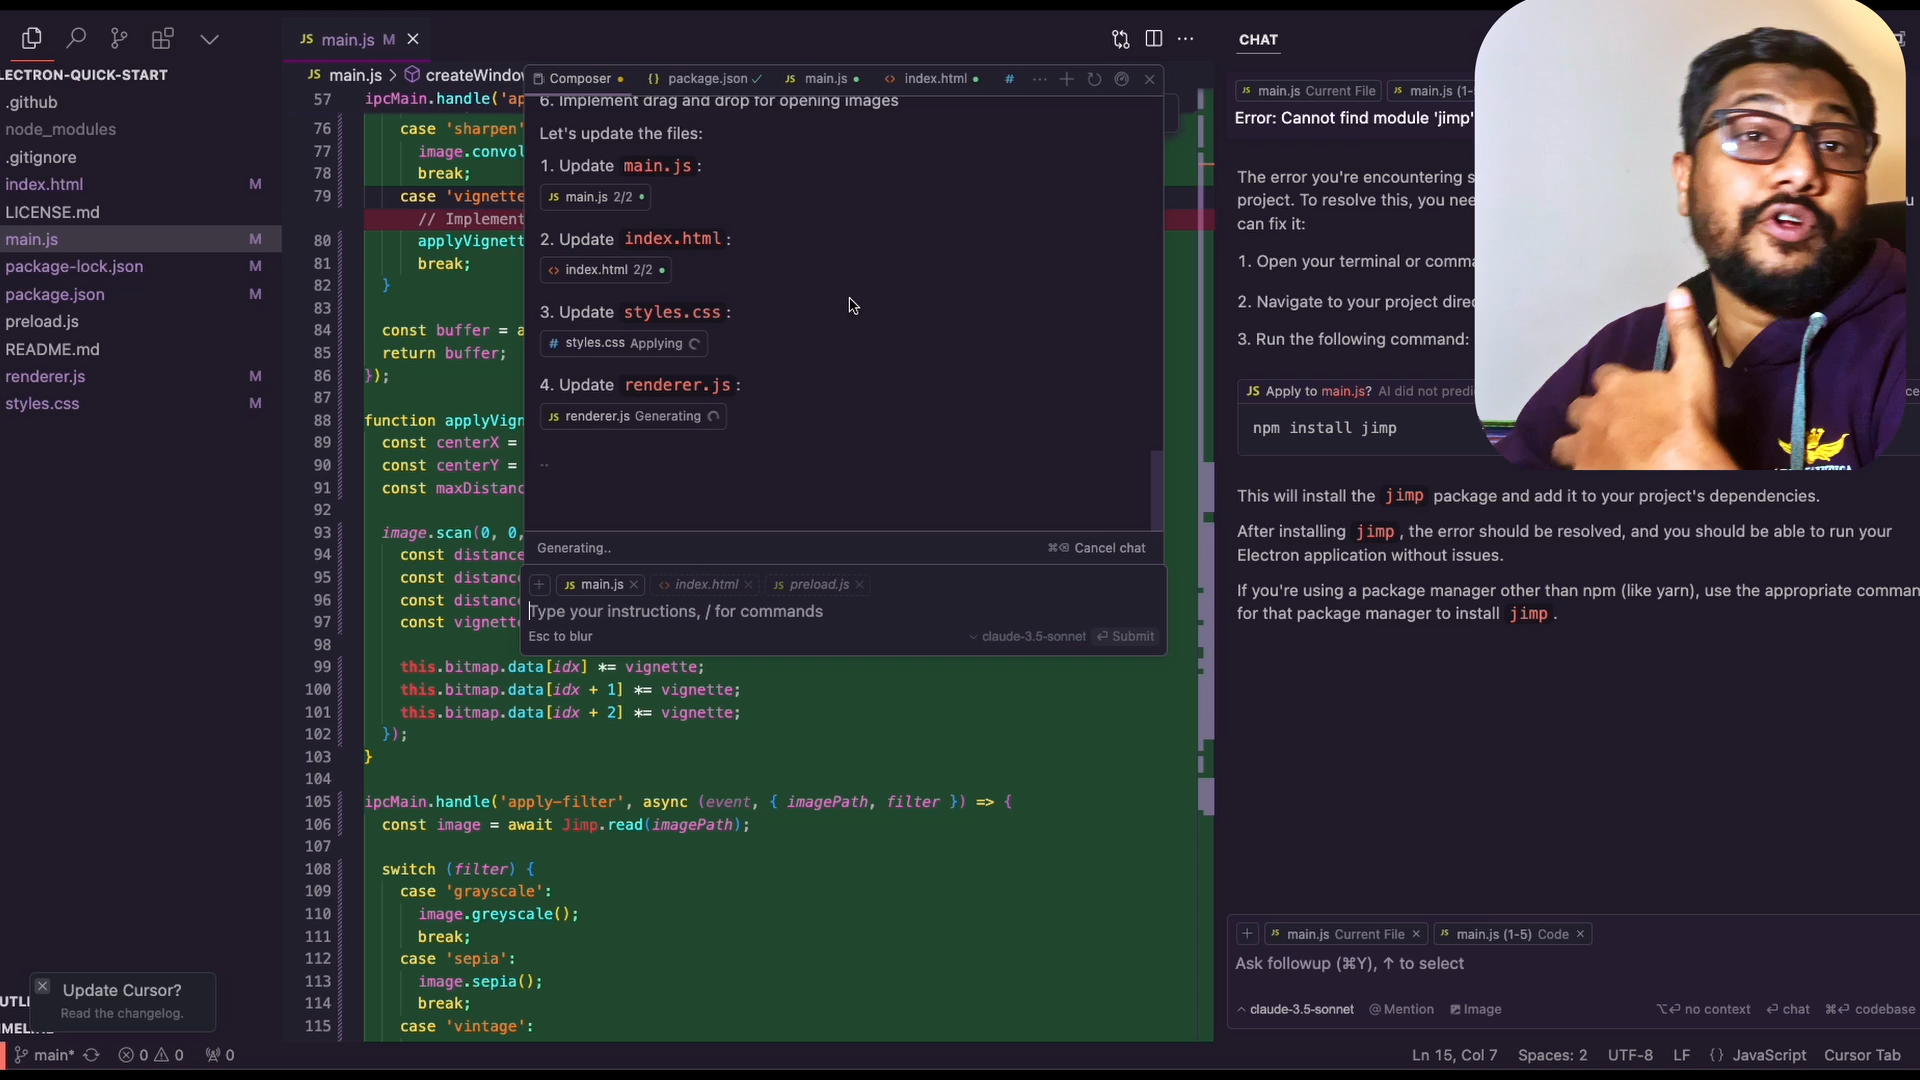 LECTRON-QUICK-START
.github
node_modules
.gitignore
index.html M
LICENSE.md
main.js M
package-lock.json M
package.json M
preload.js
README.md
renderer.js M
styles.css M
Update Cursor?
Read the changelog.
UTLI
IMELINE
JS main.js M
JS main.js > createWindow
57 ipcMain.handle('ap
76 case 'sharpen'
77 image.convol
78 break;
79 case 'vignette
// Implement
80 applyVignett
81 break;
82 }
83
84 const buffer = a
85 return buffer;
86 });
87
88 function applyVign
89 const centerX =
90 const centerY =
91 const maxDistanc
92
93 image.scan(0, 0,
94 const distance
95 const distance
96 const distance
97 const vignette
98
99 this.bitmap.data[idx] *= vignette;
100 this.bitmap.data[idx + 1] *= vignette;
101 this.bitmap.data[idx + 2] *= vignette;
102 });
103 }
104
105 ipcMain.handle('apply-filter', async (event, { imagePath, filter }) => {
106 const image = await Jimp.read(imagePath);
107
108 switch (filter) {
109 case 'grayscale':
110 image.greyscale();
111 break;
112 case 'sepia':
113 image.sepia();
114 break;
115 case 'vintage':
Composer {} package.json JS main.js <> index.html #
6. Implement drag and drop for opening images
Let's update the files:
1. Update main.js:
JS main.js 2/2
2. Update index.html:
<> index.html 2/2
3. Update styles.css:
# styles.css Applying
4. Update renderer.js:
JS renderer.js Generating
..
Generating.. ⌘⌫ Cancel chat
+ JS main.js × <> index.html × JS preload.js ×
Type your instructions, / for commands
Esc to blur claude-3.5-sonnet ↵ Submit
CHAT
JS main.js Current File JS main.js (1-
Error: Cannot find module 'jimp'
The error you're encountering s
project. To resolve this, you nee
can fix it:
1. Open your terminal or comma
2. Navigate to your project direc
3. Run the following command:
JS Apply to main.js? AI did not predi
npm install jimp
This will install the jimp package and add it to your project's dependencies.
After installing jimp, the error should be resolved, and you should be able to run your
Electron application without issues.
If you're using a package manager other than npm (like yarn), use the appropriate comman
for that package manager to install jimp.
+ JS main.js Current File × JS main.js (1-5) Code ×
Ask followup (⌘Y), ↑ to select
claude-3.5-sonnet @ Mention Image ⌥↵ no context ↵ chat ⌘↵ codebase
main* 0 0 0 Ln 15, Col 7 Spaces: 2 UTF-8 LF {} JavaScript Cursor Tab